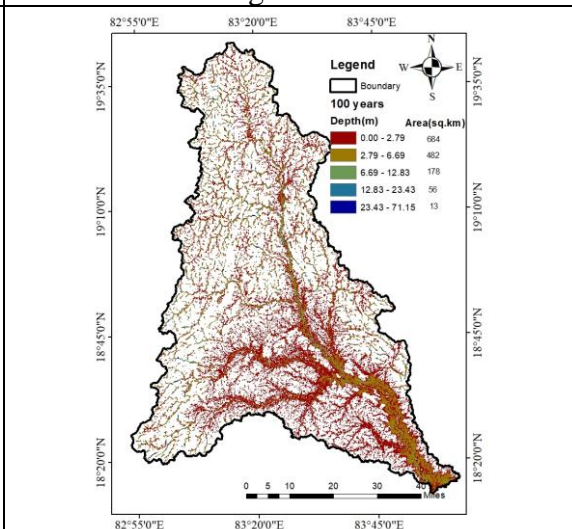 82°55'0"E 83°20'0"E 83°45'0"E
N
W E
S
Legend
Boundary
100 years
Depth(m) Area(sq.km)
0.00 - 2.79 684
2.79 - 6.69 482
6.69 - 12.83 178
12.83 - 23.43 56
23.43 - 71.15 13
19°35'0"N 19°35'0"N
19°10'0"N 19°10'0"N
18°45'0"N 18°45'0"N
18°20'0"N 18°20'0"N
0 5 10 20 30 40
Miles
82°55'0"E 83°20'0"E 83°45'0"E